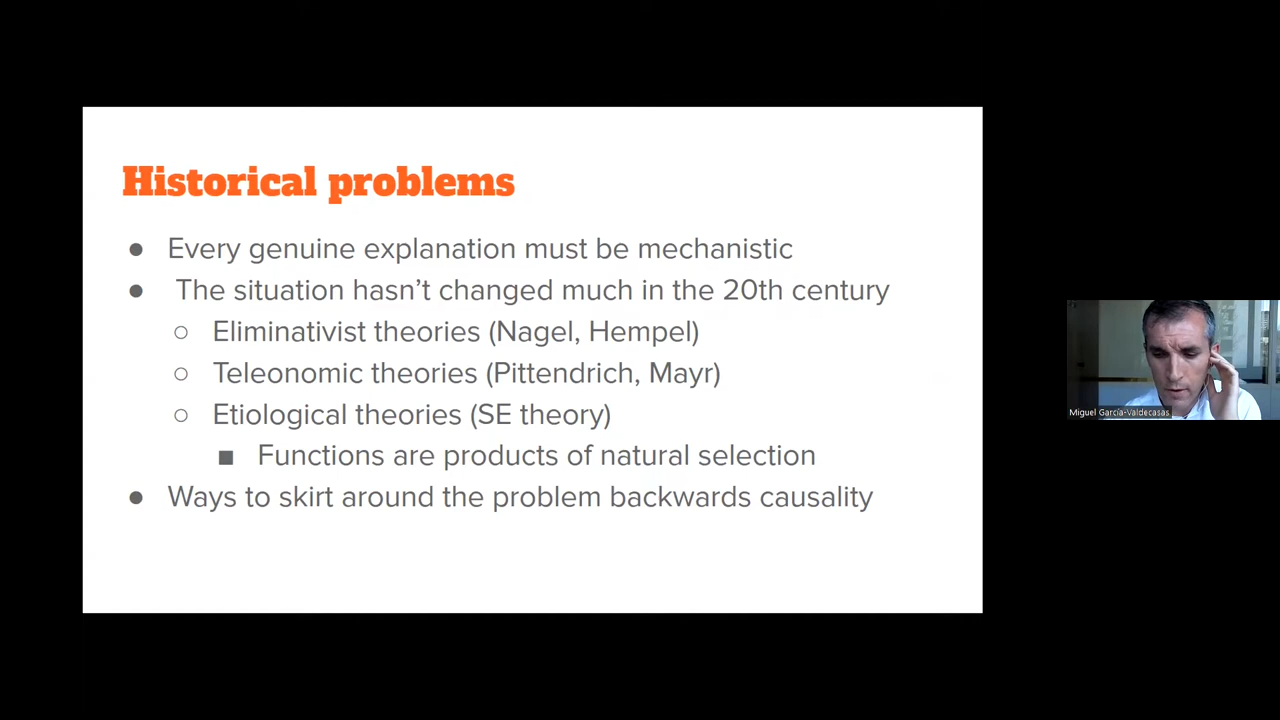 Historical problems
● Every genuine explanation must be mechanistic
● The situation hasn’t changed much in the 20th century
○ Eliminativist theories (Nagel, Hempel)
○ Teleonomic theories (Pittendrich, Mayr)
○ Etiological theories (SE theory)
■ Functions are products of natural selection
● Ways to skirt around the problem backwards causality
Miguel García-Valdecasas